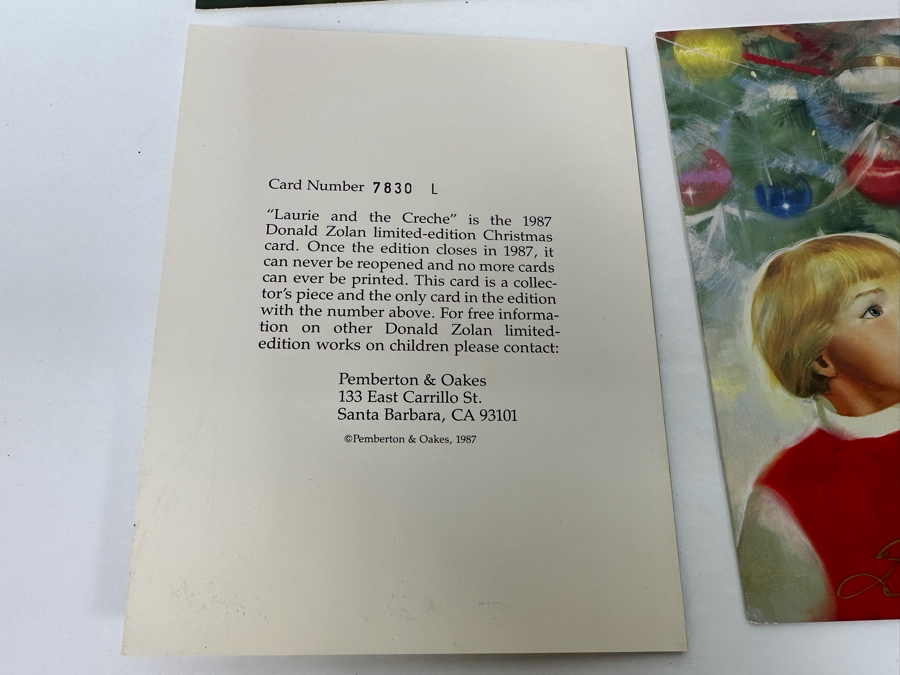 Card Number 7830 L
"Laurie and the Creche" is the 1987
Donald Zolan limited-edition Christmas
card. Once the edition closes in 1987, it
can never be reopened and no more cards
can ever be printed. This card is a collec-
tor's piece and the only card in the edition
with the number above. For free informa-
tion on other Donald Zolan limited-
edition works on children please contact:
Pemberton & Oakes
133 East Carrillo St.
Santa Barbara, CA 93101
©Pemberton & Oakes, 1987